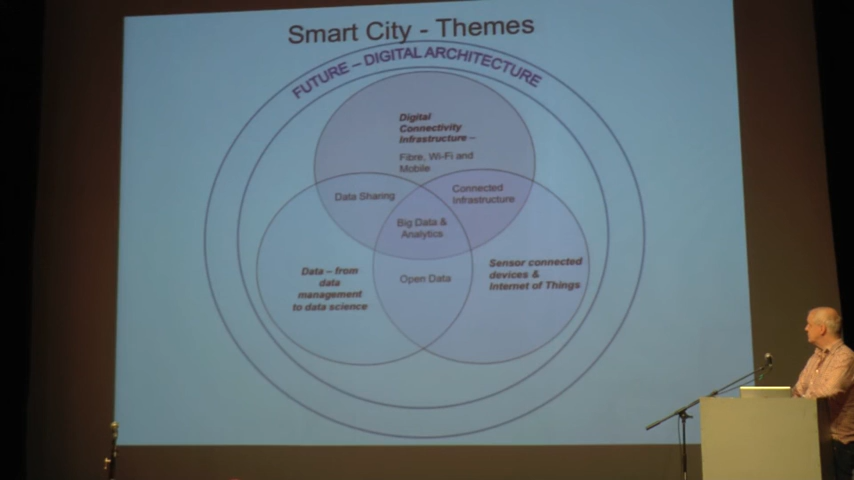 Smart City - Themes
FUTURE – DIGITAL ARCHITECTURE
Digital
Connectivity
Infrastructure –
Fibre, Wi-Fi and
Mobile
Data Sharing
Connected
Infrastructure
Big Data &
Analytics
Data – from
data
management
to data science
Open Data
Sensor connected
devices &
Internet of Things